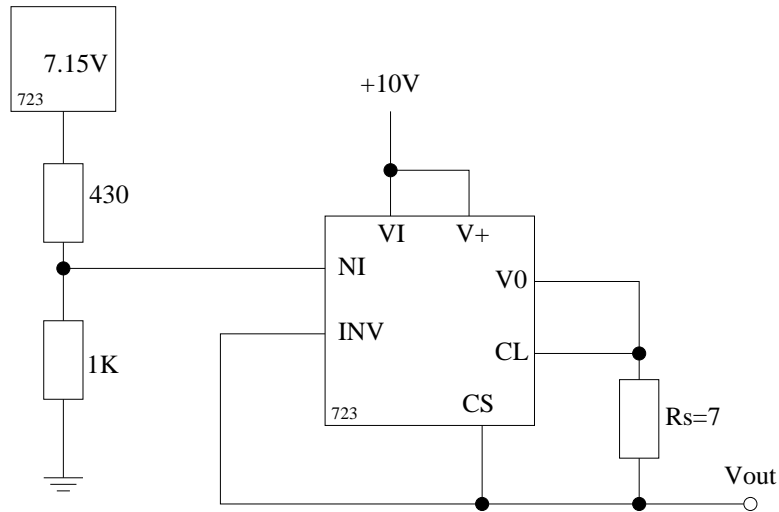 7.15V
723
+10V
430
VI
V+
NI
V0
INV
CL
1K
CS
723
Rs=7
Vout